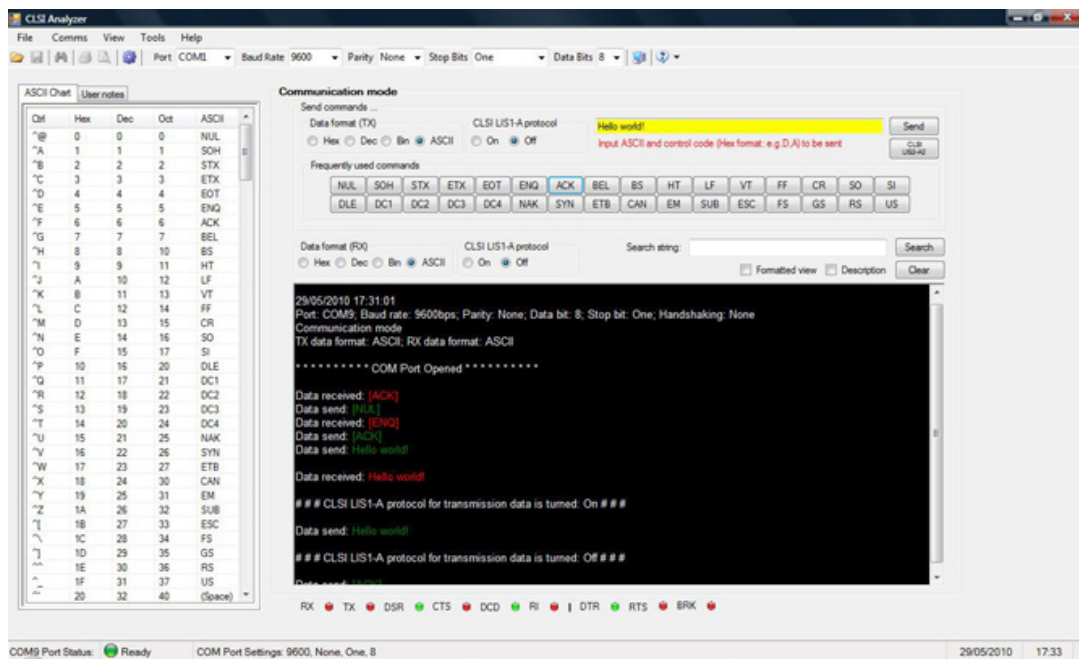 CLSI Analyzer
File Comms View Tools Help
Port COM1 Baud Rate 9600 Parity None Stop Bits One Data Bits 8
ASCII Chart User notes
Ctrl Hex Dec Oct ASCII
^@ 0 0 0 NUL
^A 1 1 1 SOH
^B 2 2 2 STX
^C 3 3 3 ETX
^D 4 4 4 EOT
^E 5 5 5 ENQ
^F 6 6 6 ACK
^G 7 7 7 BEL
^H 8 8 10 BS
^I 9 9 11 HT
^J A 10 12 LF
^K B 11 13 VT
^L C 12 14 FF
^M D 13 15 CR
^N E 14 16 SO
^O F 15 17 SI
^P 10 16 20 DLE
^Q 11 17 21 DC1
^R 12 18 22 DC2
^S 13 19 23 DC3
^T 14 20 24 DC4
^U 15 21 25 NAK
^V 16 22 26 SYN
^W 17 23 27 ETB
^X 18 24 30 CAN
^Y 19 25 31 EM
^Z 1A 26 32 SUB
^[ 1B 27 33 ESC
^\ 1C 28 34 FS
^] 1D 29 35 GS
^^ 1E 30 36 RS
^_ 1F 31 37 US
20 32 40 (Space)
Communication mode
Send commands ...
Data format (TX) CLSI LIS1-A protocol
Hex Dec Bin ASCII On Off
Hello world! Send
Input ASCII and control code (Hex format: e.g.D,A) to be sent
CLSI LIS2-A2
Frequently used commands
NUL SOH STX ETX EOT ENQ ACK BEL BS HT LF VT FF CR SO SI
DLE DC1 DC2 DC3 DC4 NAK SYN ETB CAN EM SUB ESC FS GS RS US
Data format (RX) CLSI LIS1-A protocol Search string: Search
Hex Dec Bin ASCII On Off Formatted view Description Clear
29/05/2010 17:31:01
Port: COM9; Baud rate: 9600bps; Parity: None; Data bit: 8; Stop bit: One; Handshaking: None
Communication mode
TX data format: ASCII; RX data format: ASCII
* * * * * * * * * * COM Port Opened * * * * * * * * * *
Data received: [ACK]
Data send: [NUL]
Data received: [ENQ]
Data send: [ACK]
Data send: Hello world!
Data received: Hello world!
# # # CLSI LIS1-A protocol for transmission data is turned: On # # #
Data send: Hello world!
# # # CLSI LIS1-A protocol for transmission data is turned: Off # # #
Data send: [ACK]
RX TX DSR CTS DCD RI | DTR RTS BRK
COM9 Port Status: Ready COM Port Settings: 9600, None, One, 8 29/05/2010 17:33